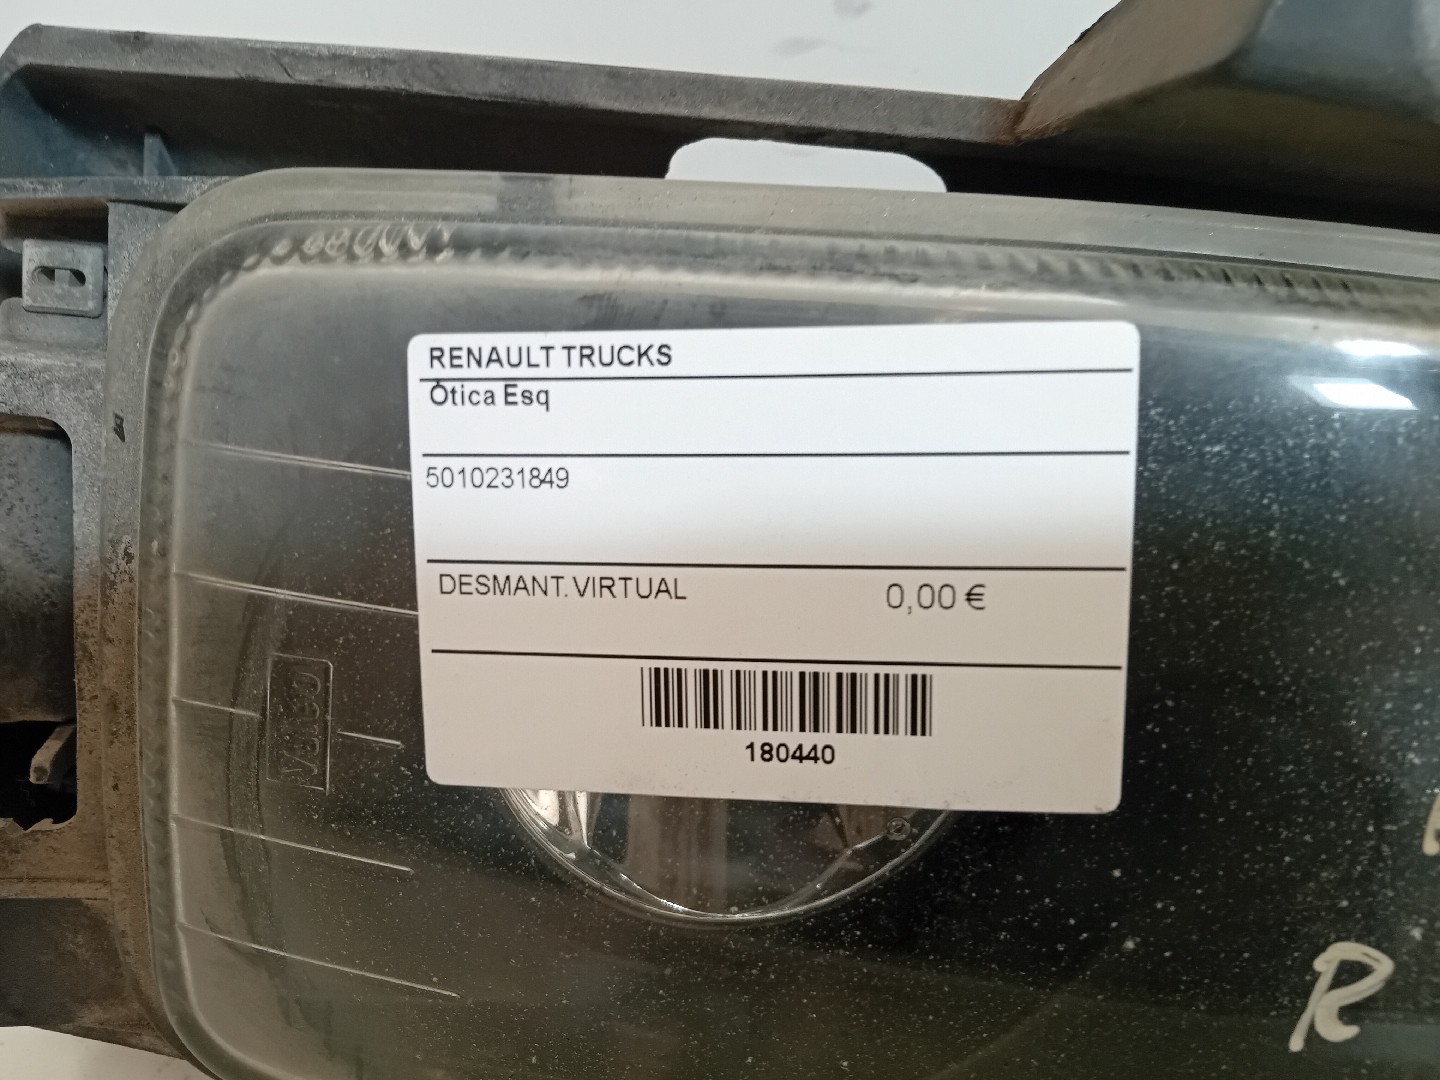 RENAULT TRUCKS
Ótica Esq
5010231849
DESMANT. VIRTUAL 0,00 €
180440
R